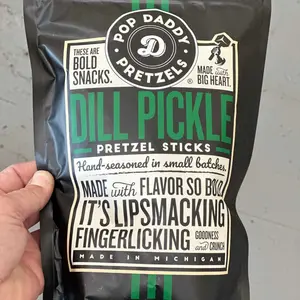 POP DADDY
D
PRETZELS
®
THESE ARE
BOLD
SNACKS.
MADE with
BIG HEART.
DILL PICKLE
PRETZEL STICKS
Hand-seasoned in small batches.
MADE with FLAVOR SO BOLD,
IT'S LIPSMACKING
FINGERLICKING GOODNESS and CRUNCH
MADE IN MICHIGAN